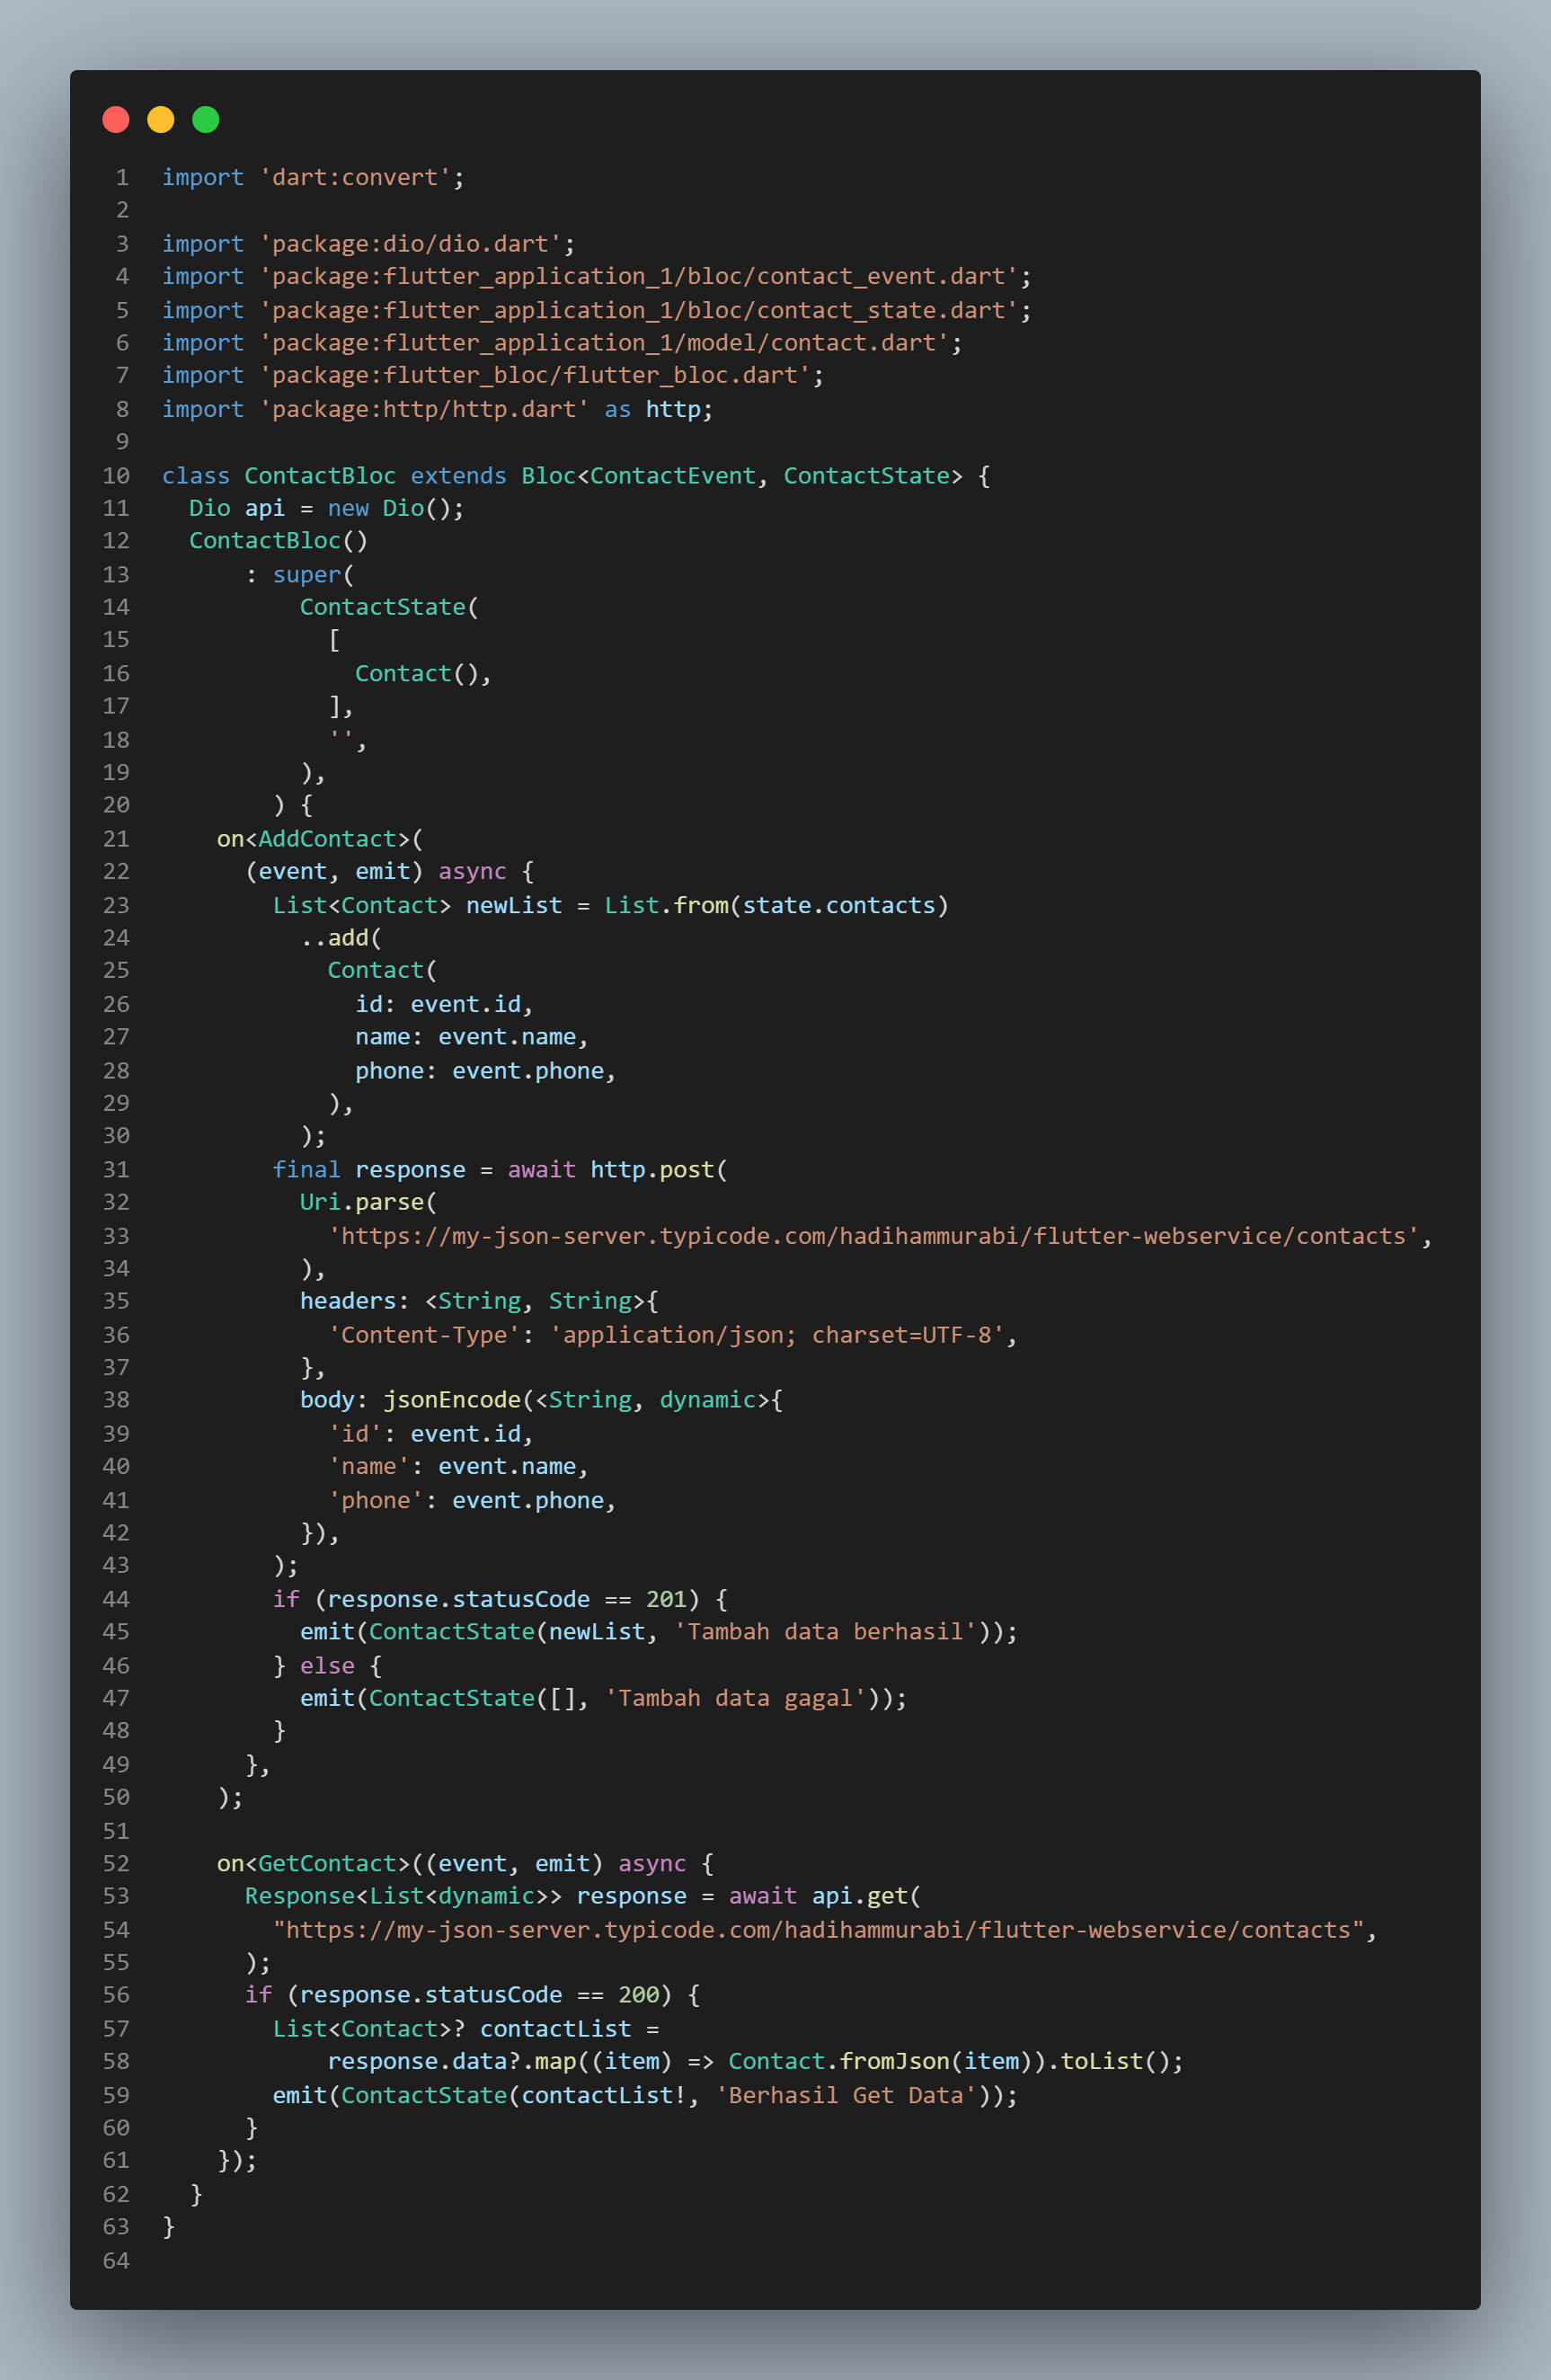 1 import 'dart:convert';
2
3 import 'package:dio/dio.dart';
4 import 'package:flutter_application_1/bloc/contact_event.dart';
5 import 'package:flutter_application_1/bloc/contact_state.dart';
6 import 'package:flutter_application_1/model/contact.dart';
7 import 'package:flutter_bloc/flutter_bloc.dart';
8 import 'package:http/http.dart' as http;
9
10 class ContactBloc extends Bloc<ContactEvent, ContactState> {
11   Dio api = new Dio();
12   ContactBloc()
13       : super(
14           ContactState(
15             [
16               Contact(),
17             ],
18             '',
19           ),
20         ) {
21     on<AddContact>(
22       (event, emit) async {
23         List<Contact> newList = List.from(state.contacts)
24           ..add(
25             Contact(
26               id: event.id,
27               name: event.name,
28               phone: event.phone,
29             ),
30           );
31         final response = await http.post(
32           Uri.parse(
33             'https://my-json-server.typicode.com/hadihammurabi/flutter-webservice/contacts',
34           ),
35           headers: <String, String>{
36             'Content-Type': 'application/json; charset=UTF-8',
37           },
38           body: jsonEncode(<String, dynamic>{
39             'id': event.id,
40             'name': event.name,
41             'phone': event.phone,
42           }),
43         );
44         if (response.statusCode == 201) {
45           emit(ContactState(newList, 'Tambah data berhasil'));
46         } else {
47           emit(ContactState([], 'Tambah data gagal'));
48         }
49       },
50     );
51
52     on<GetContact>((event, emit) async {
53       Response<List<dynamic>> response = await api.get(
54         "https://my-json-server.typicode.com/hadihammurabi/flutter-webservice/contacts",
55       );
56       if (response.statusCode == 200) {
57         List<Contact>? contactList =
58             response.data?.map((item) => Contact.fromJson(item)).toList();
59         emit(ContactState(contactList!, 'Berhasil Get Data'));
60       }
61     });
62   }
63 }
64